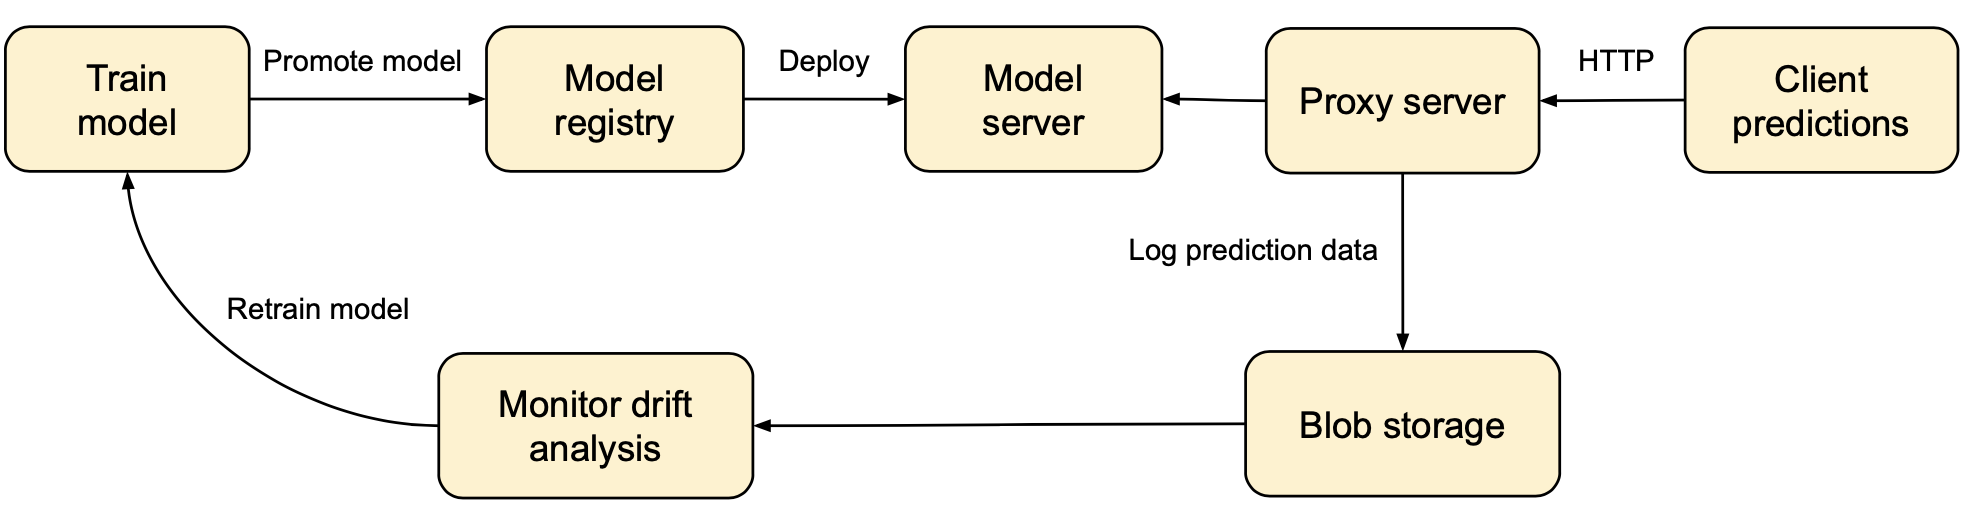 Train
model
Promote model
Model
registry
Deploy
Model
server
Proxy server
HTTP
Client
predictions
Log prediction data
Retrain model
Monitor drift
analysis
Blob storage